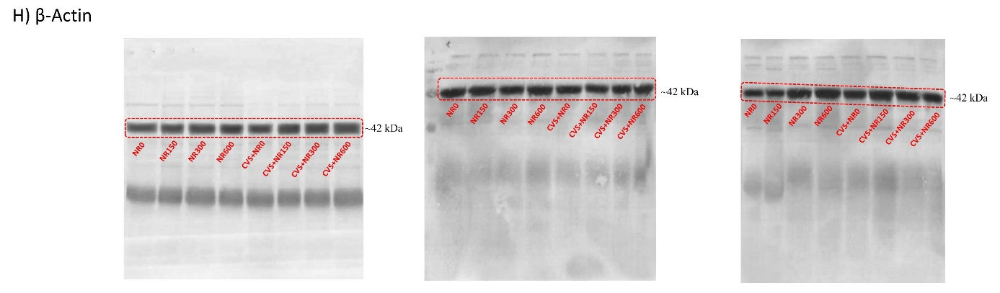 H) β-Actin
~42 kDa
NR0
NR150
NR300
NR600
CVS+NR0
CVS+NR150
CVS+NR300
CVS+NR600
~42 kDa
NR0
NR150
NR300
NR600
CVS+NR0
CVS+NR150
CVS+NR300
CVS+NR600
~42 kDa
NR0
NR150
NR300
NR600
CVS+NR0
CVS+NR150
CVS+NR300
CVS+NR600